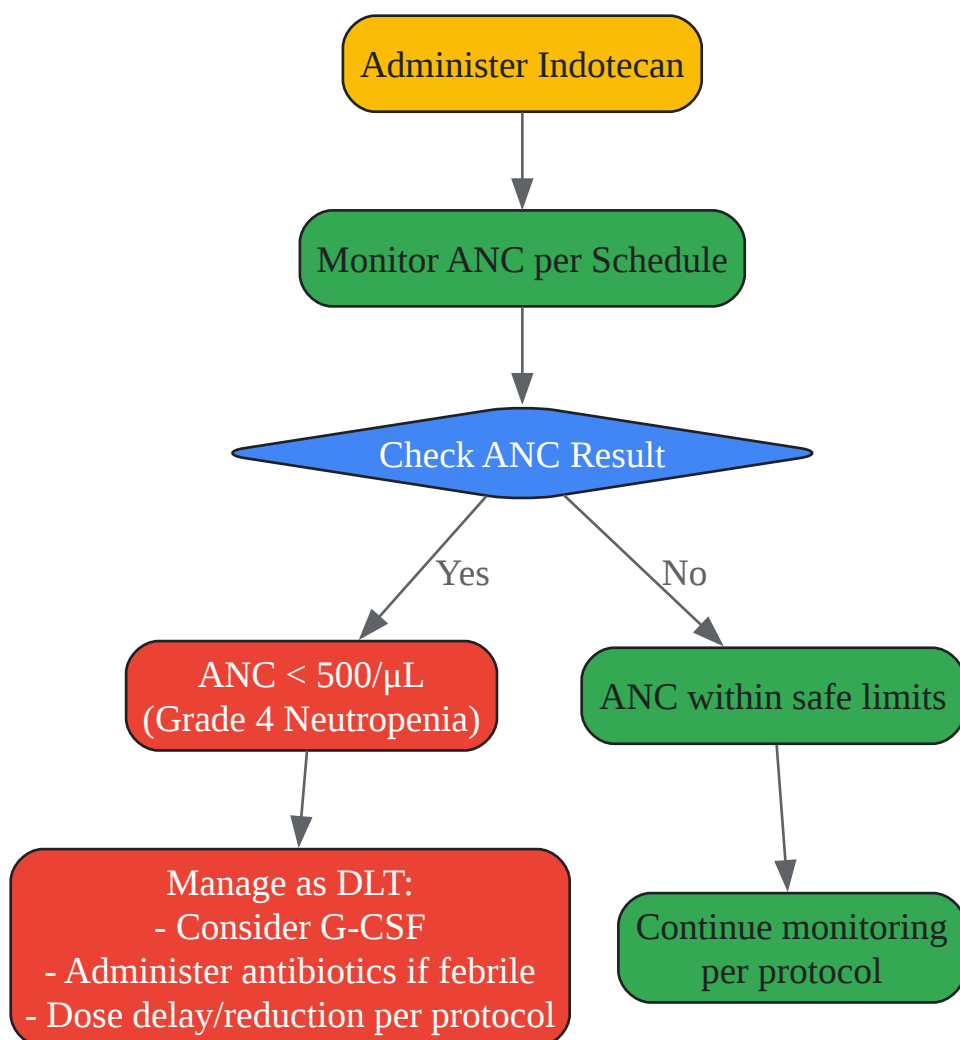 Administer Indotecan
Monitor ANC per Schedule
Check ANC Result
Yes
No
ANC < 500/μL
(Grade 4 Neutropenia)
ANC within safe limits
Manage as DLT:
- Consider G-CSF
- Administer antibiotics if febrile
- Dose delay/reduction per protocol
Continue monitoring
per protocol